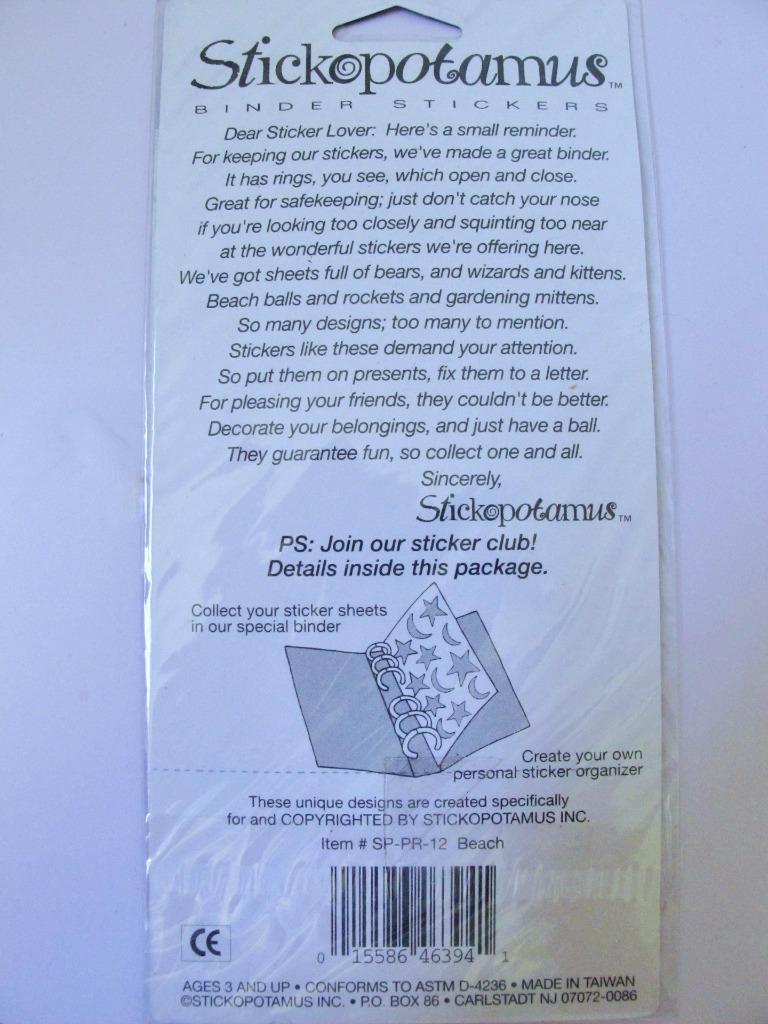 Stickopotamus™
BINDER STICKERS
Dear Sticker Lover: Here's a small reminder.
For keeping our stickers, we've made a great binder.
It has rings, you see, which open and close.
Great for safekeeping; just don't catch your nose
if you're looking too closely and squinting too near
at the wonderful stickers we're offering here.
We've got sheets full of bears, and wizards and kittens.
Beach balls and rockets and gardening mittens.
So many designs; too many to mention.
Stickers like these demand your attention.
So put them on presents, fix them to a letter.
For pleasing your friends, they couldn't be better.
Decorate your belongings, and just have a ball.
They guarantee fun, so collect one and all.
Sincerely,
Stickopotamus™
PS: Join our sticker club!
Details inside this package.
Collect your sticker sheets
in our special binder
Create your own
personal sticker organizer
These unique designs are created specifically
for and COPYRIGHTED BY STICKOPOTAMUS INC.
Item # SP-PR-12 Beach
CE
0 15586 46394 1
AGES 3 AND UP • CONFORMS TO ASTM D-4236 • MADE IN TAIWAN
©STICKOPOTAMUS INC. • P.O. BOX 86 • CARLSTADT NJ 07072-0086